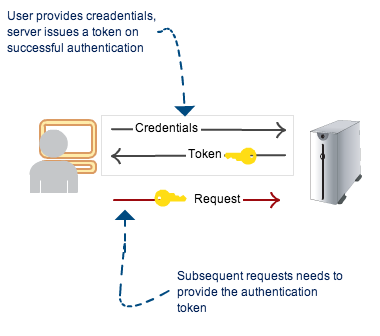 User provides creadentials,
server issues a token on
successful authentication
Credentials
Token
Request
Subsequent requests needs to
provide the authentication
token